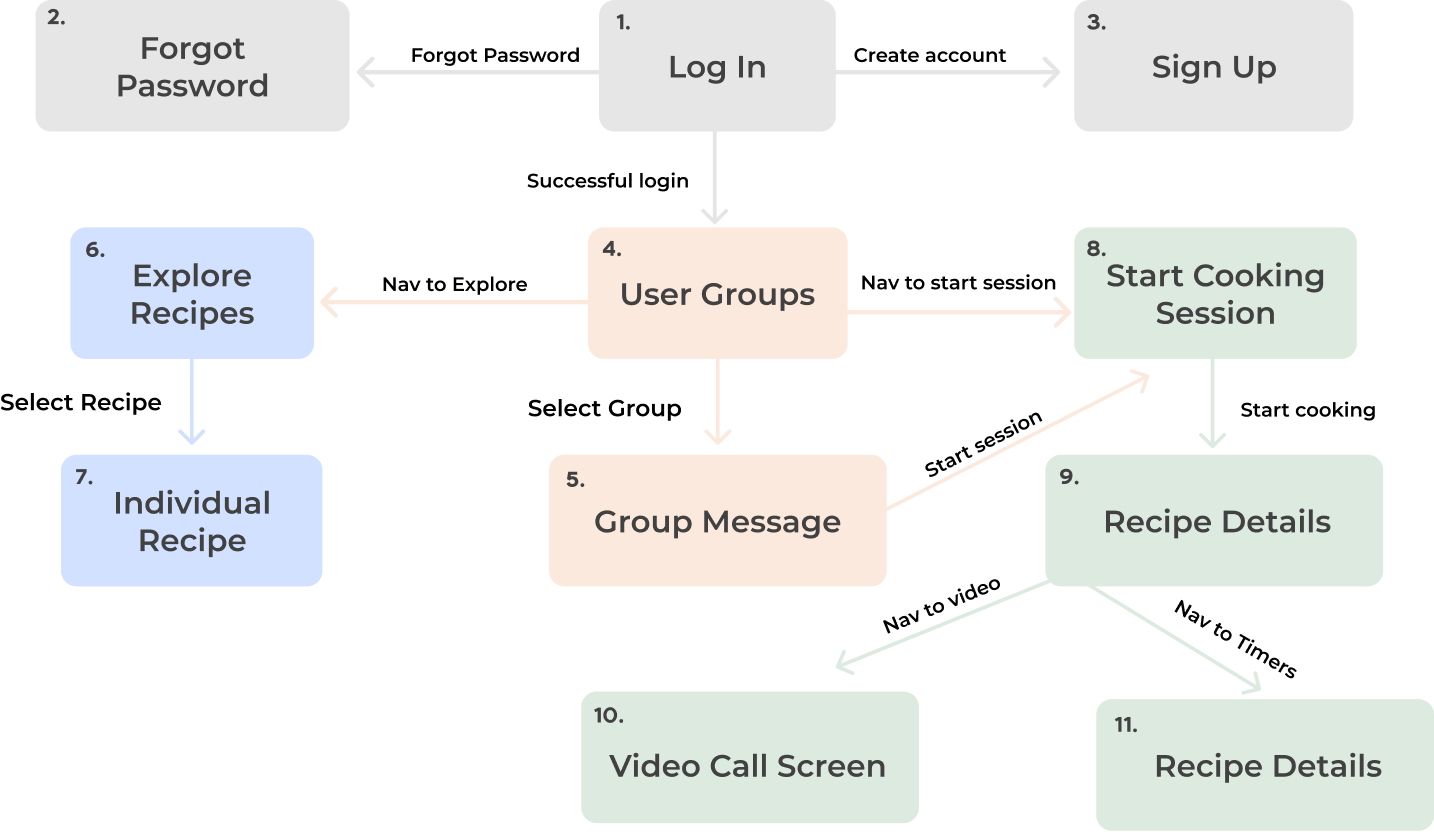 2.
Forgot
Password
Forgot Password
1.
Log In
Create account
3.
Sign Up
Successful login
6.
Explore
Recipes
Nav to Explore
4.
User Groups
Nav to start session
8.
Start Cooking
Session
Select Recipe
Select Group
Start session
Start cooking
7.
Individual
Recipe
5.
Group Message
9.
Recipe Details
Nav to video
Nav to Timers
10.
Video Call Screen
11.
Recipe Details